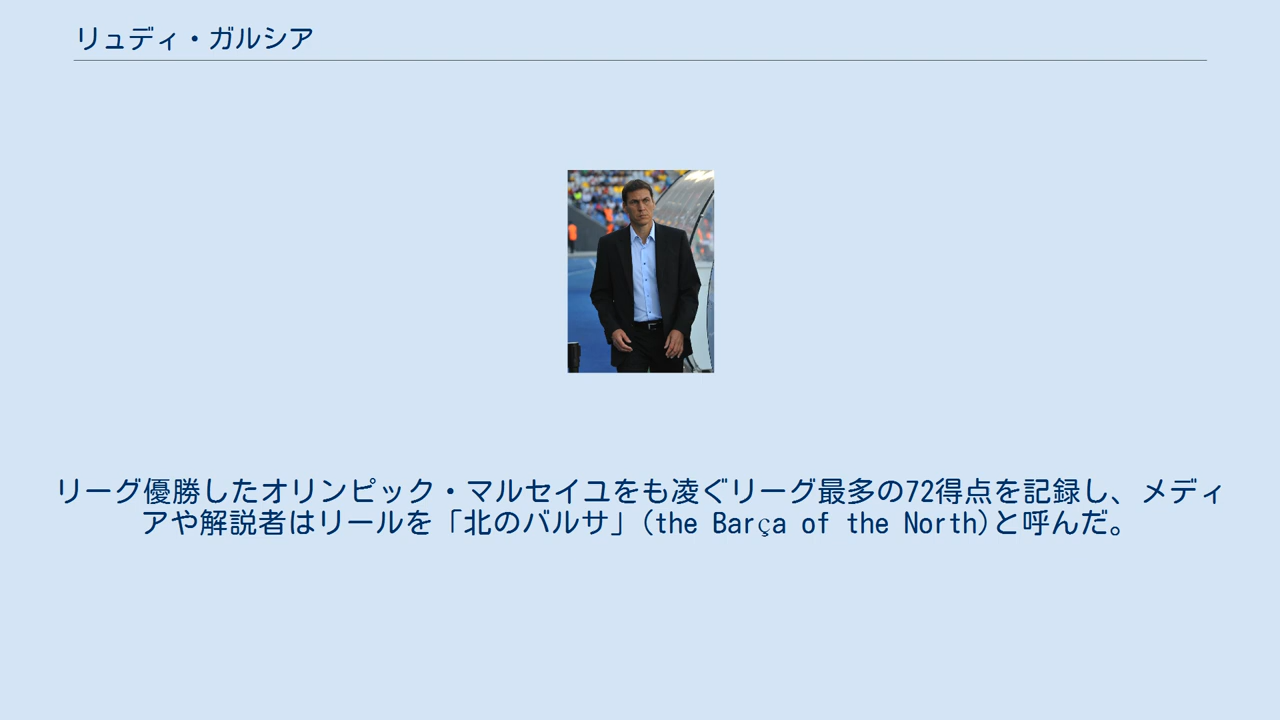 リュディ・ガルシア
リーグ優勝したオリンピック・マルセイユをも凌ぐリーグ最多の72得点を記録し、メディ
アや解説者はリールを「北のバルサ」(the Barça of the North)と呼んだ。